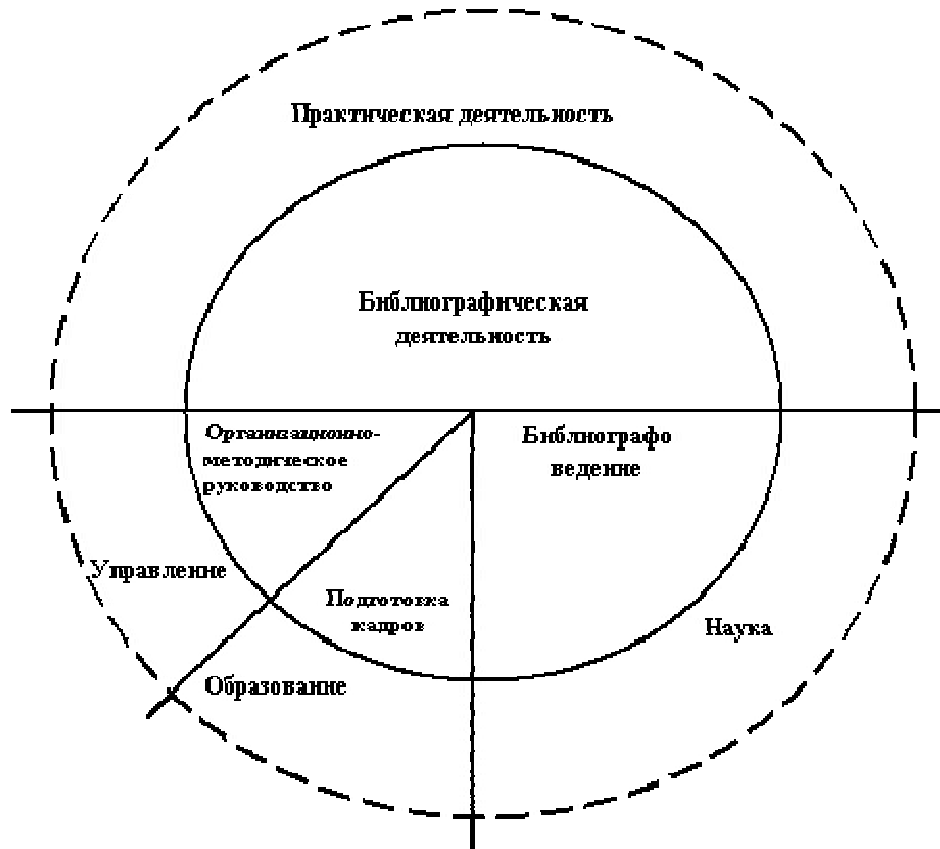 Практическая деятельность
Библиографическая
деятельность
Организационно-
методическое
руководство
Библиографо
ведение
Управление
Подготовка
кадров
Наука
Образование